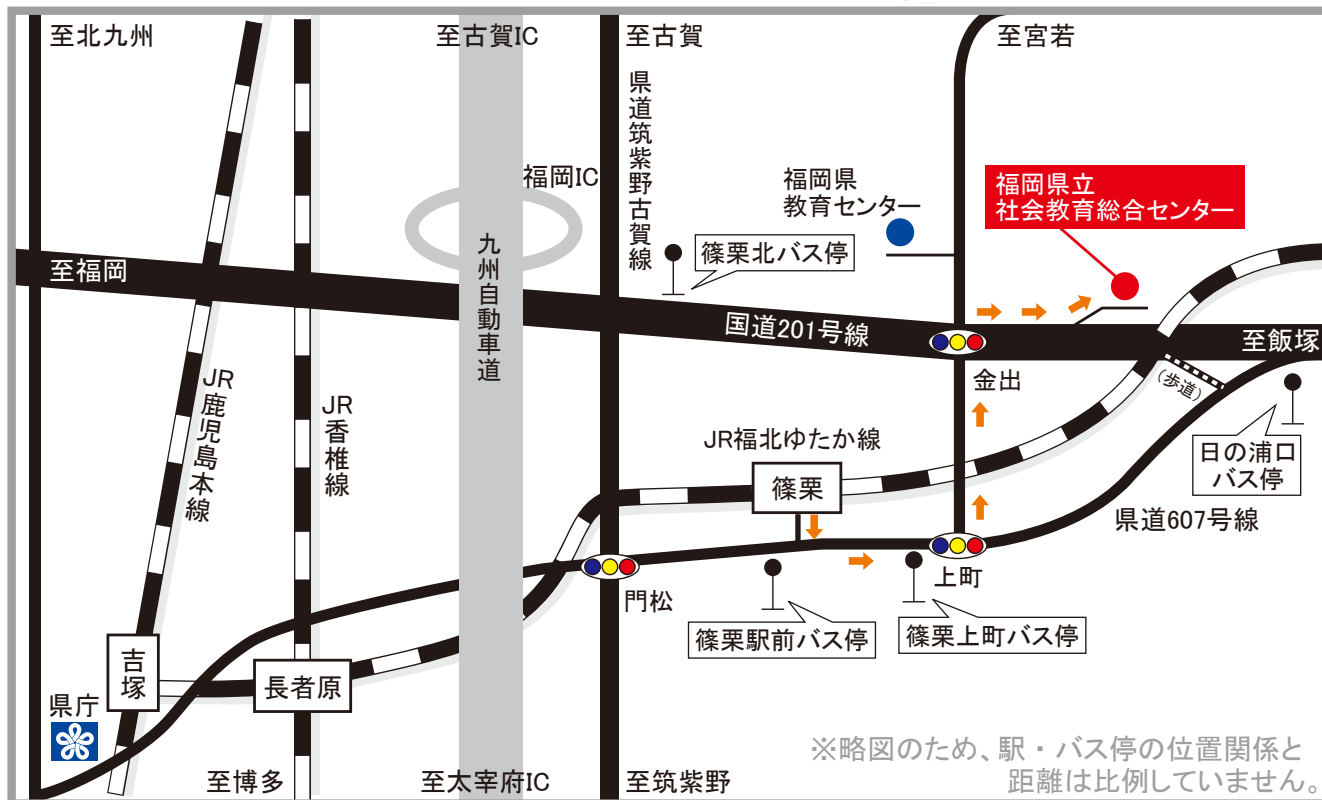 至北九州
至古賀IC
至古賀
至宮若
県道筑紫野古賀線
福岡IC
福岡県
教育センター
福岡県立
社会教育総合センター
九州自動車道
篠栗北バス停
至福岡
国道201号線
至飯塚
金出
(歩道)
JR鹿児島本線
JR香椎線
JR福北ゆたか線
篠栗
日の浦口
バス停
県道607号線
上町
門松
篠栗駅前バス停
篠栗上町バス停
吉塚
長者原
県庁
至博多
至太宰府IC
至筑紫野
※略図のため、駅・バス停の位置関係と
距離は比例していません。